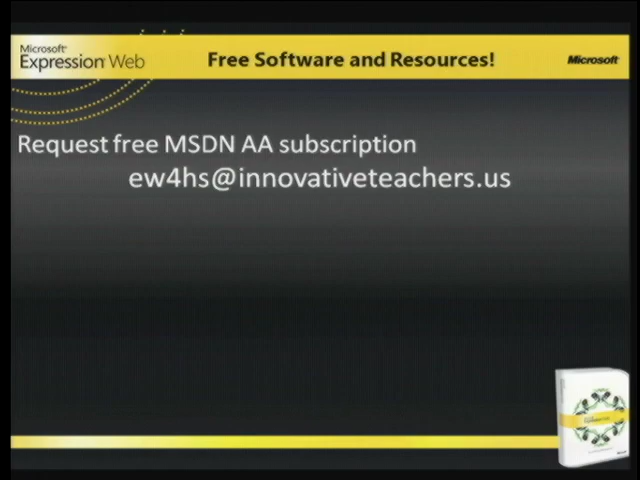 Microsoft®
Expression® Web
Free Software and Resources!
Microsoft
Request free MSDN AA subscription
ew4hs@innovativeteachers.us